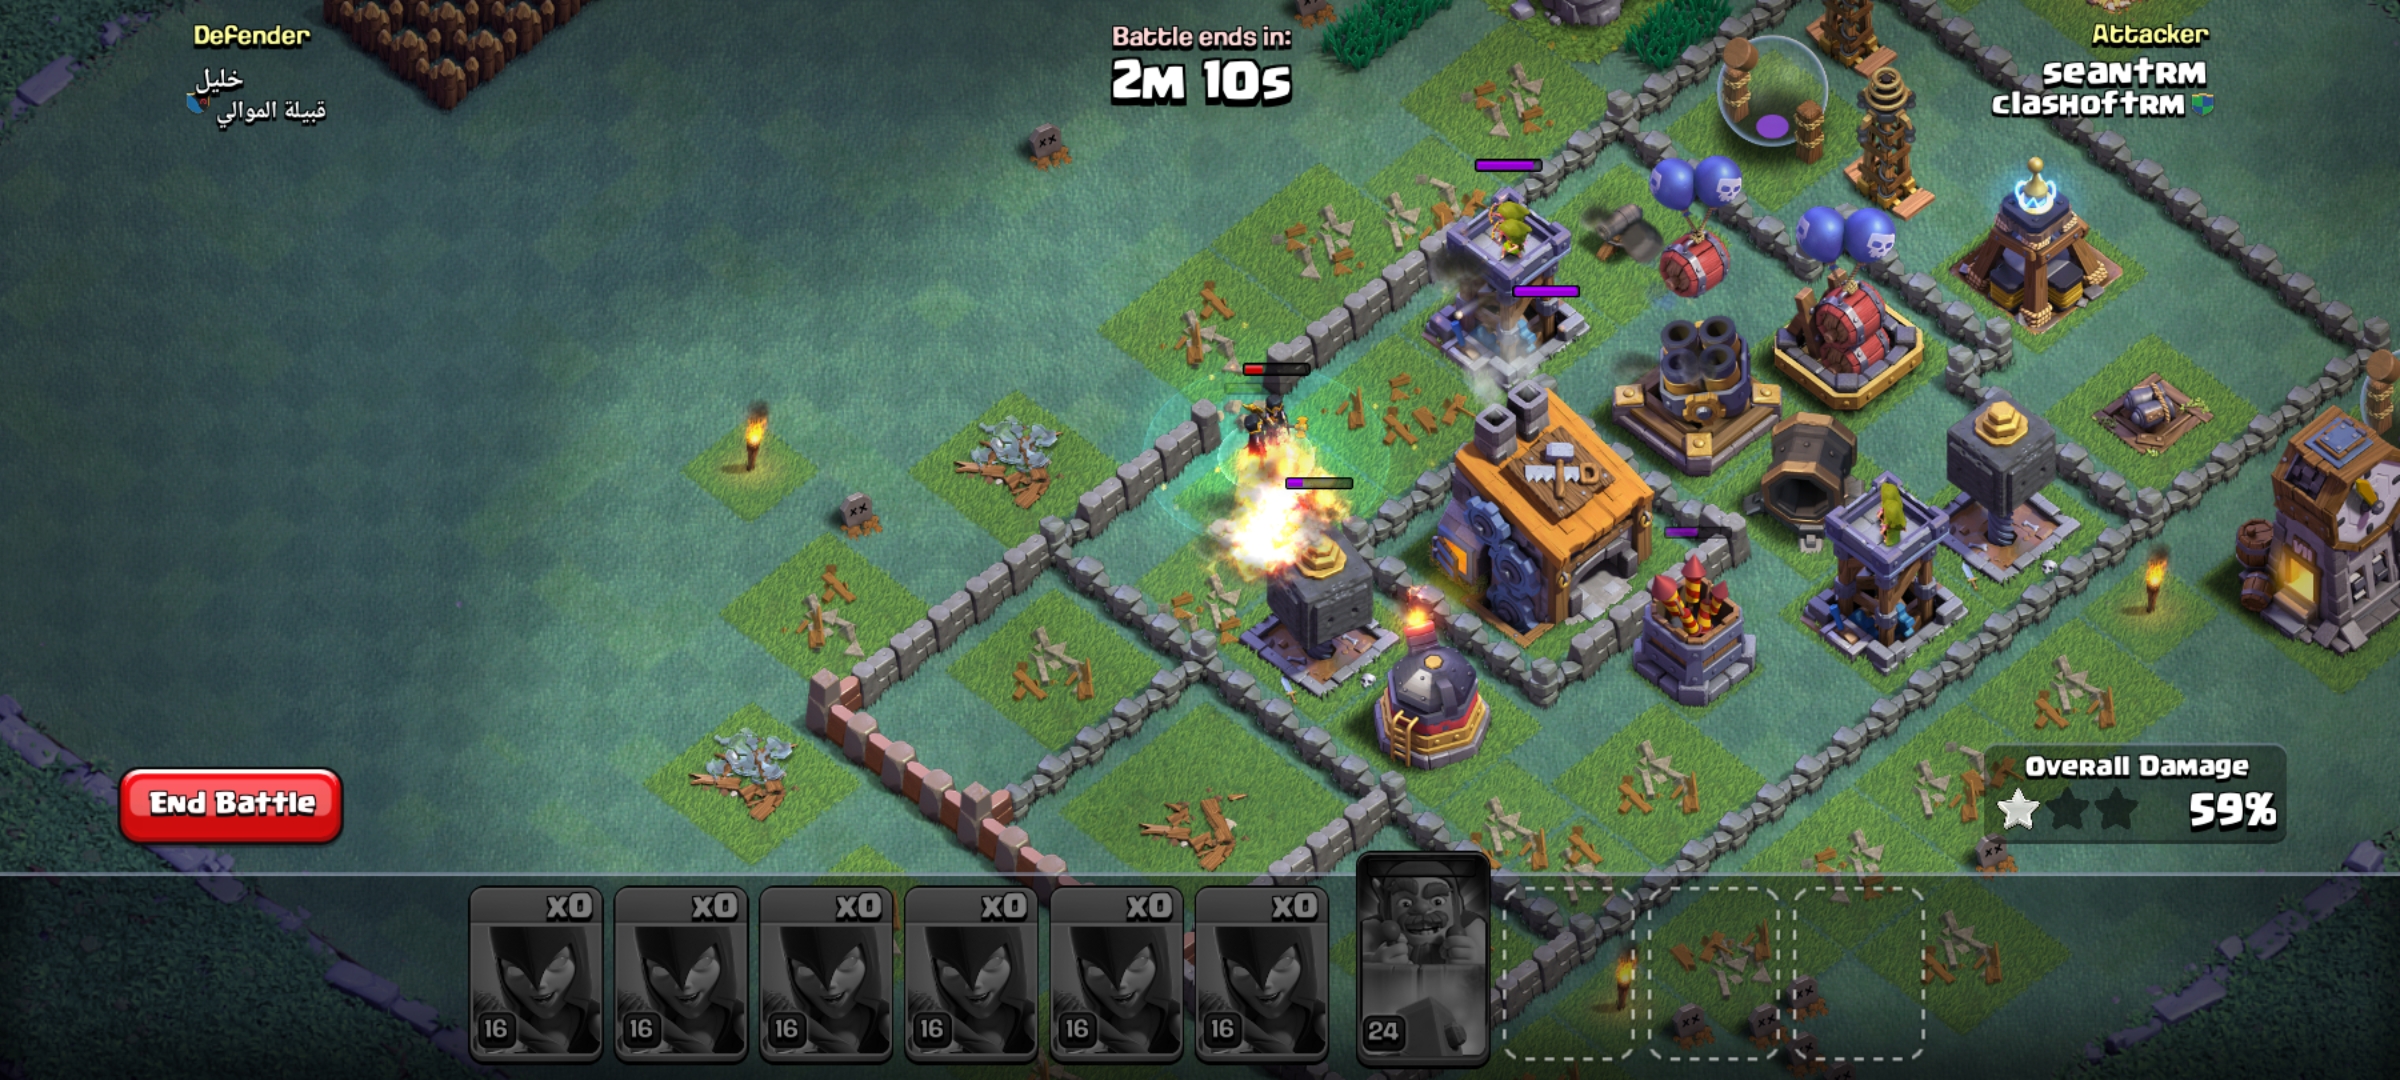 Defender
خليل
قبيلة الموالي
Battle ends in:
2M 10s
Attacker
seantrm
clashoftrm
End Battle
Overall Damage
59%
x0
x0
x0
x0
x0
x0
16
16
16
16
16
16
24